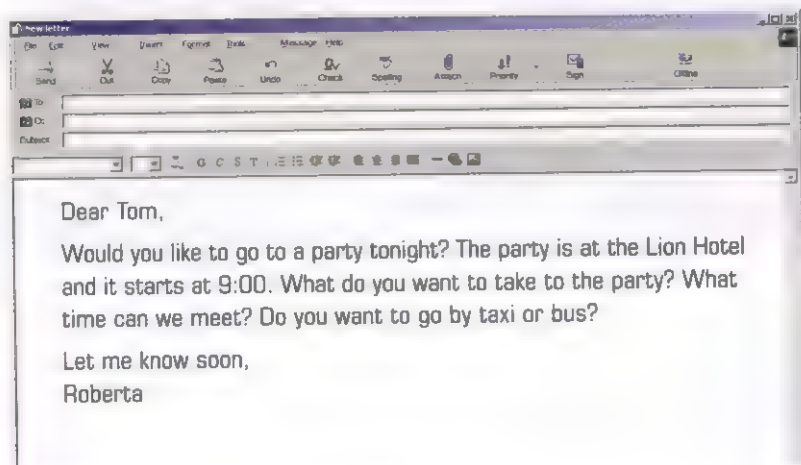 New letter
File Edit View Insert Format Tools Message Help
Send Cut Copy Paste Undo Check Spelling Attach Priority Sign Offline
To:
Cc:
Subject:
G C S T
Dear Tom,
Would you like to go to a party tonight? The party is at the Lion Hotel
and it starts at 9:00. What do you want to take to the party? What
time can we meet? Do you want to go by taxi or bus?
Let me know soon,
Roberta